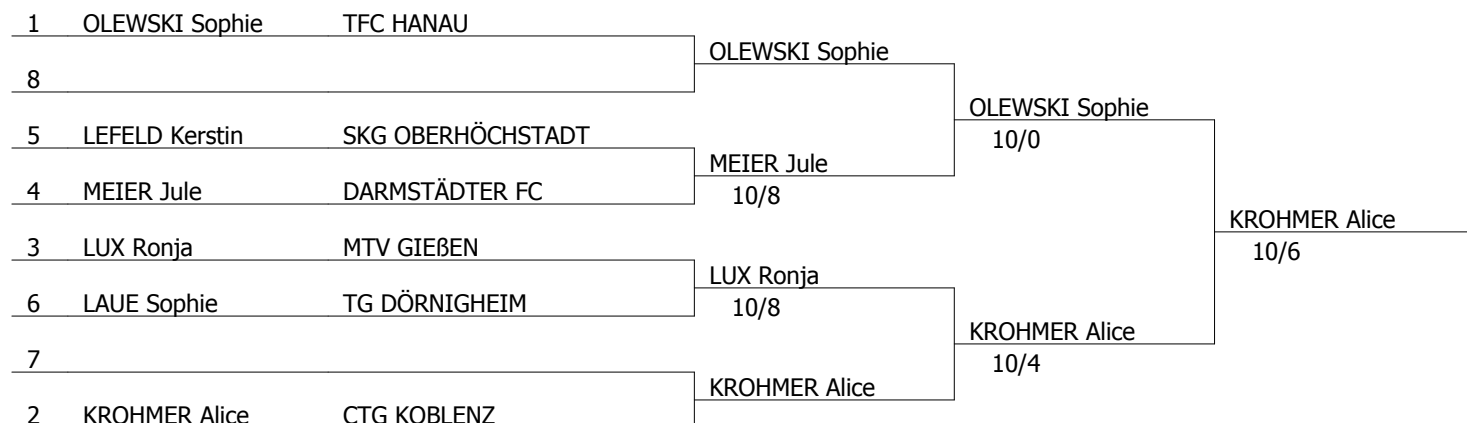 1 OLEWSKI Sophie TFC HANAU
OLEWSKI Sophie
8
OLEWSKI Sophie
5 LEFELD Kerstin SKG OBERHÖCHSTADT
10/0
MEIER Jule
4 MEIER Jule DARMSTÄDTER FC
10/8
KROHMER Alice
3 LUX Ronja MTV GIEßEN
10/6
LUX Ronja
6 LAUE Sophie TG DÖRNIGHEIM
10/8
KROHMER Alice
7
10/4
KROHMER Alice
2 KROHMER Alice CTG KOBLENZ